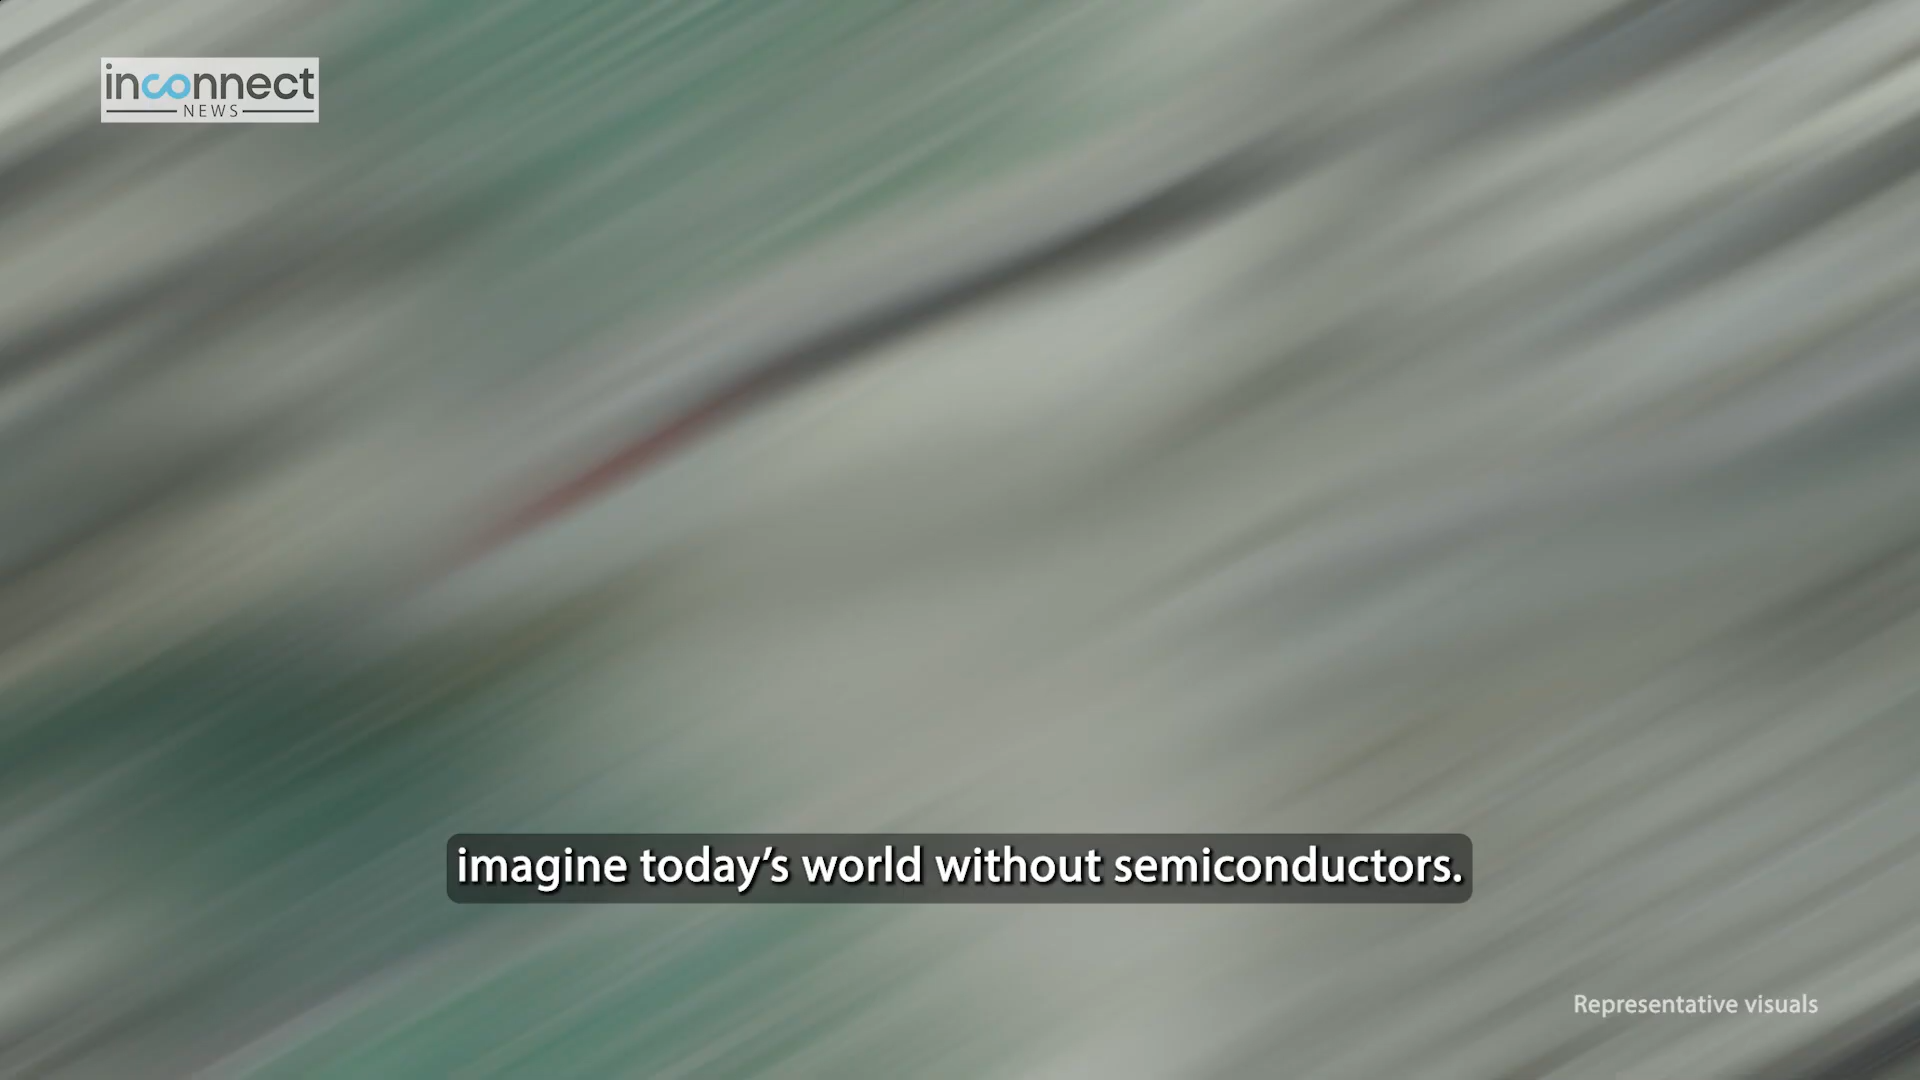 inconnect
NEWS
imagine today’s world without semiconductors.
Representative visuals